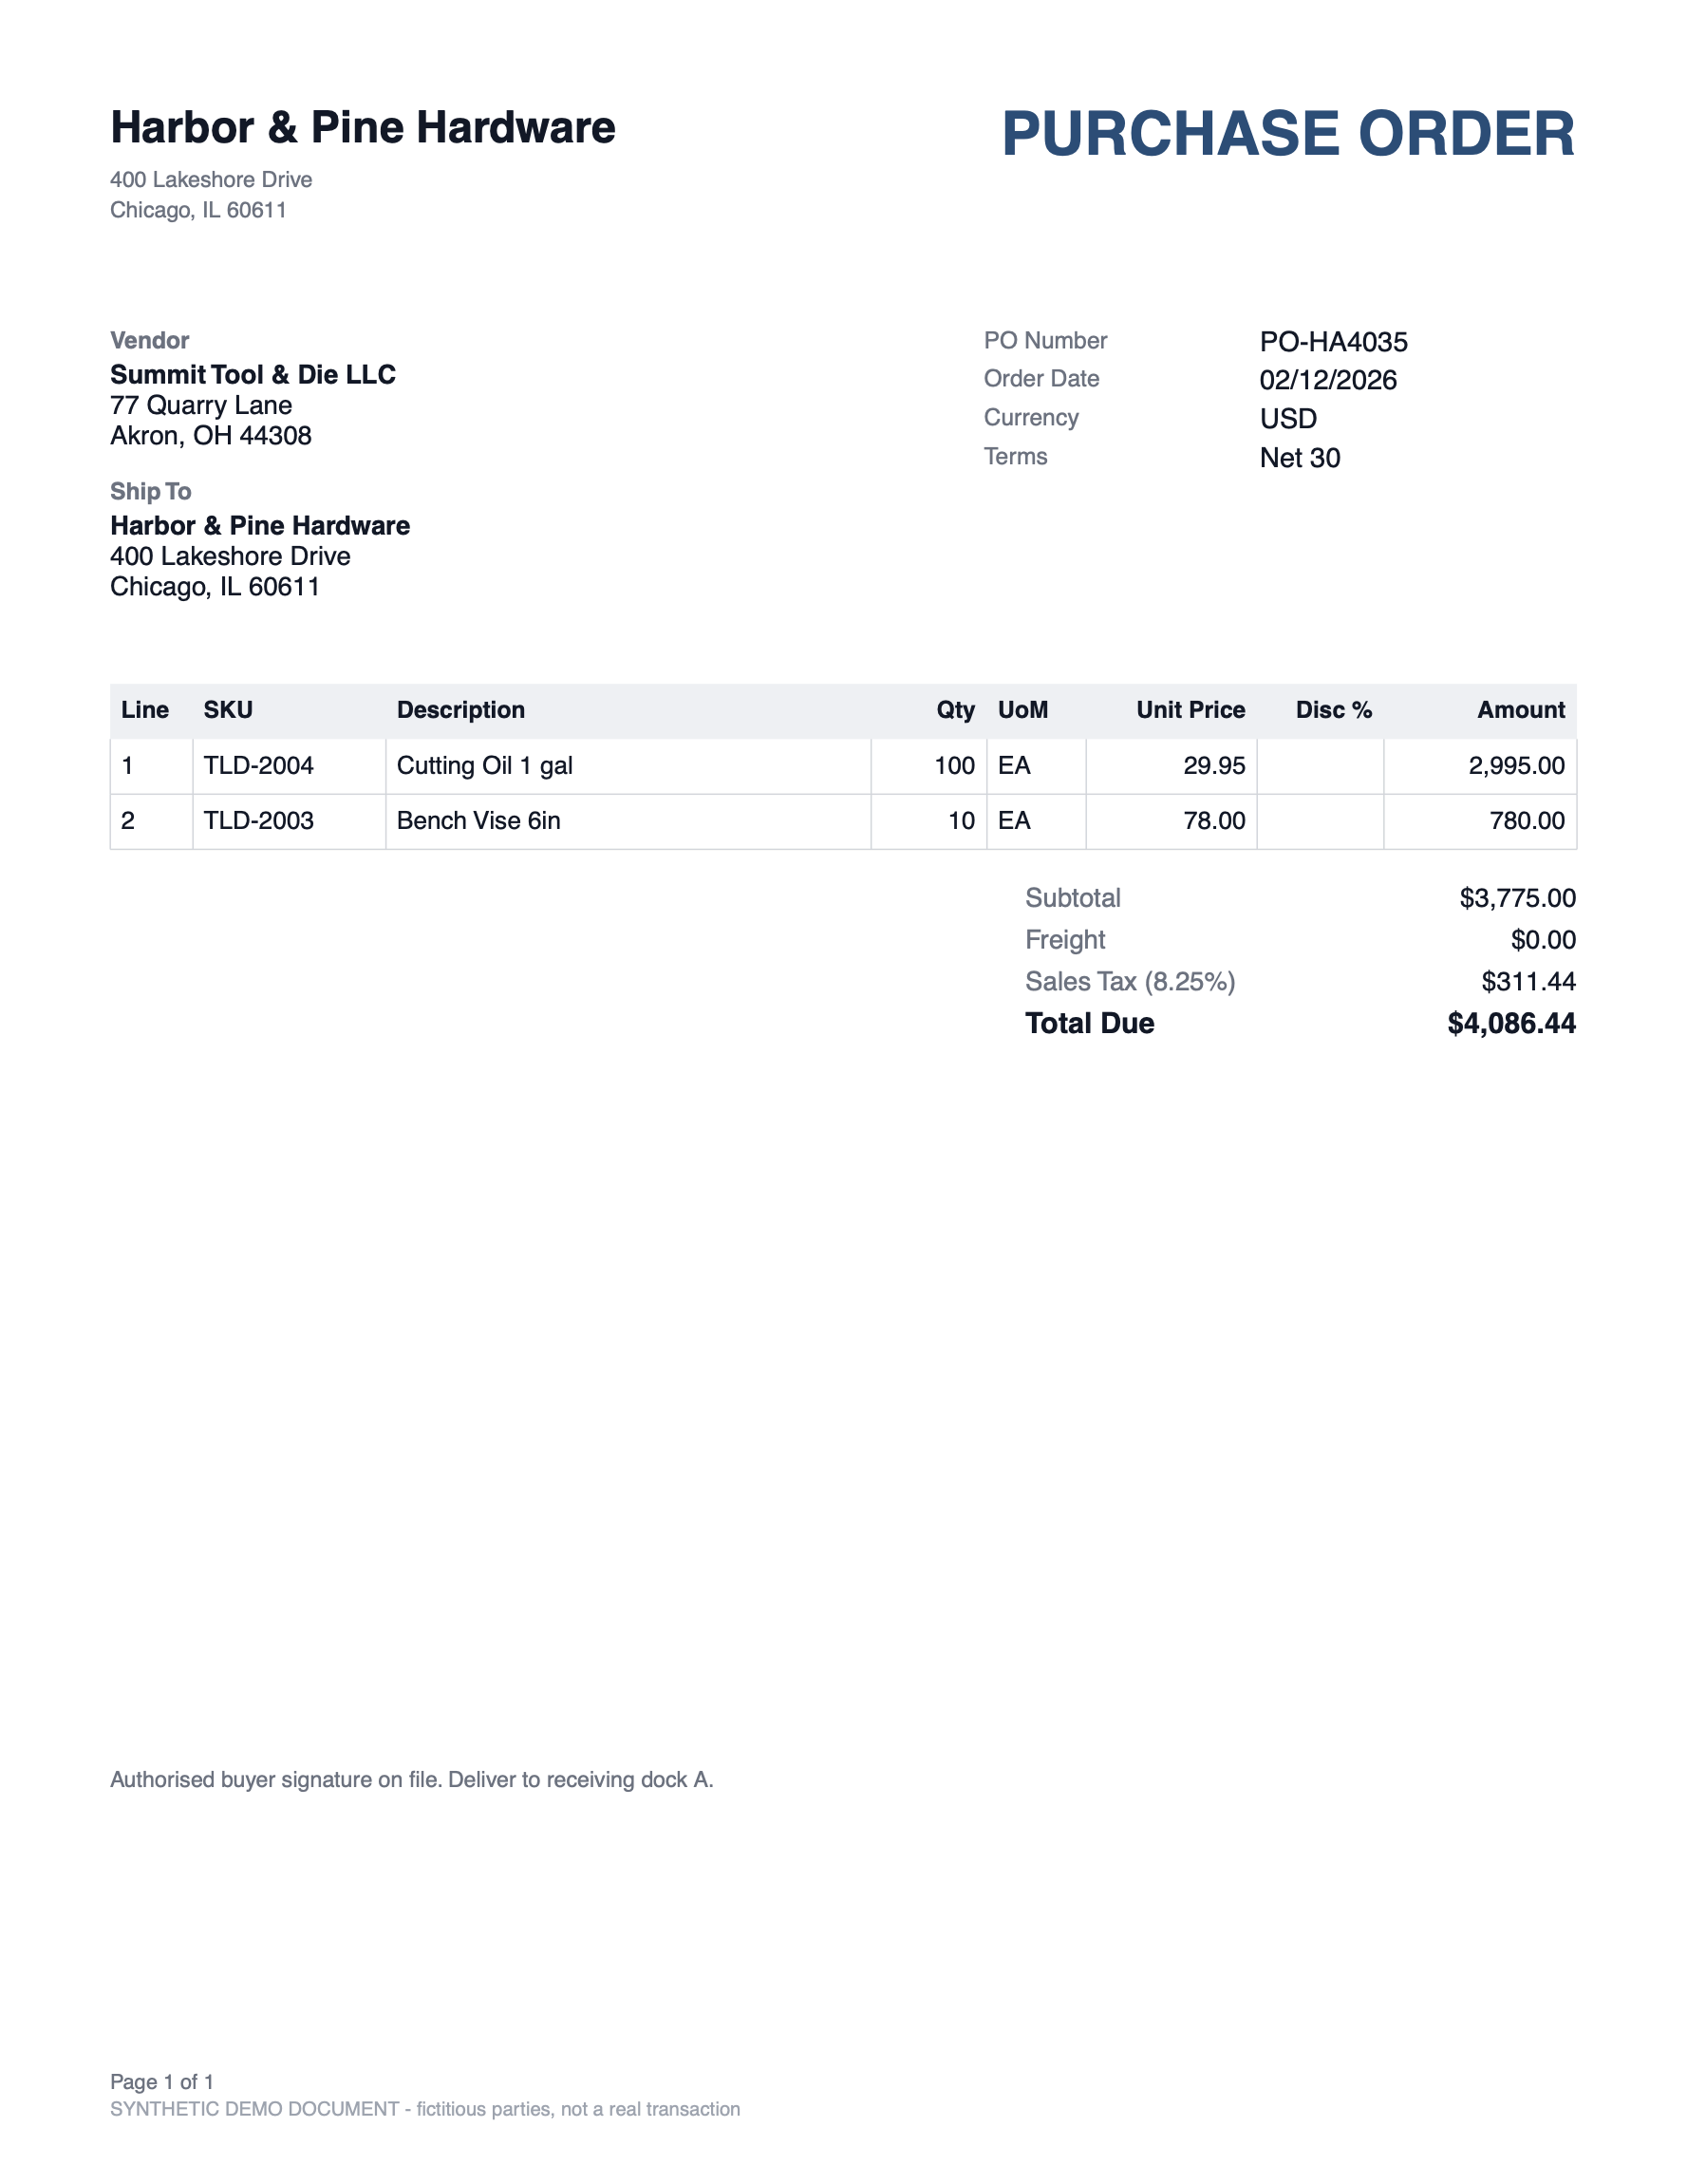 Harbor & Pine Hardware
400 Lakeshore Drive
Chicago, IL 60611
PURCHASE ORDER
Vendor
Summit Tool & Die LLC
77 Quarry Lane
Akron, OH 44308
Ship To
Harbor & Pine Hardware
400 Lakeshore Drive
Chicago, IL 60611
PO Number PO-HA4035
Order Date 02/12/2026
Currency USD
Terms Net 30
Line SKU Description Qty UoM Unit Price Disc % Amount
1 TLD-2004 Cutting Oil 1 gal 100 EA 29.95 2,995.00
2 TLD-2003 Bench Vise 6in 10 EA 78.00 780.00
Subtotal $3,775.00
Freight $0.00
Sales Tax (8.25%) $311.44
Total Due $4,086.44
Authorised buyer signature on file. Deliver to receiving dock A.
Page 1 of 1
SYNTHETIC DEMO DOCUMENT - fictitious parties, not a real transaction